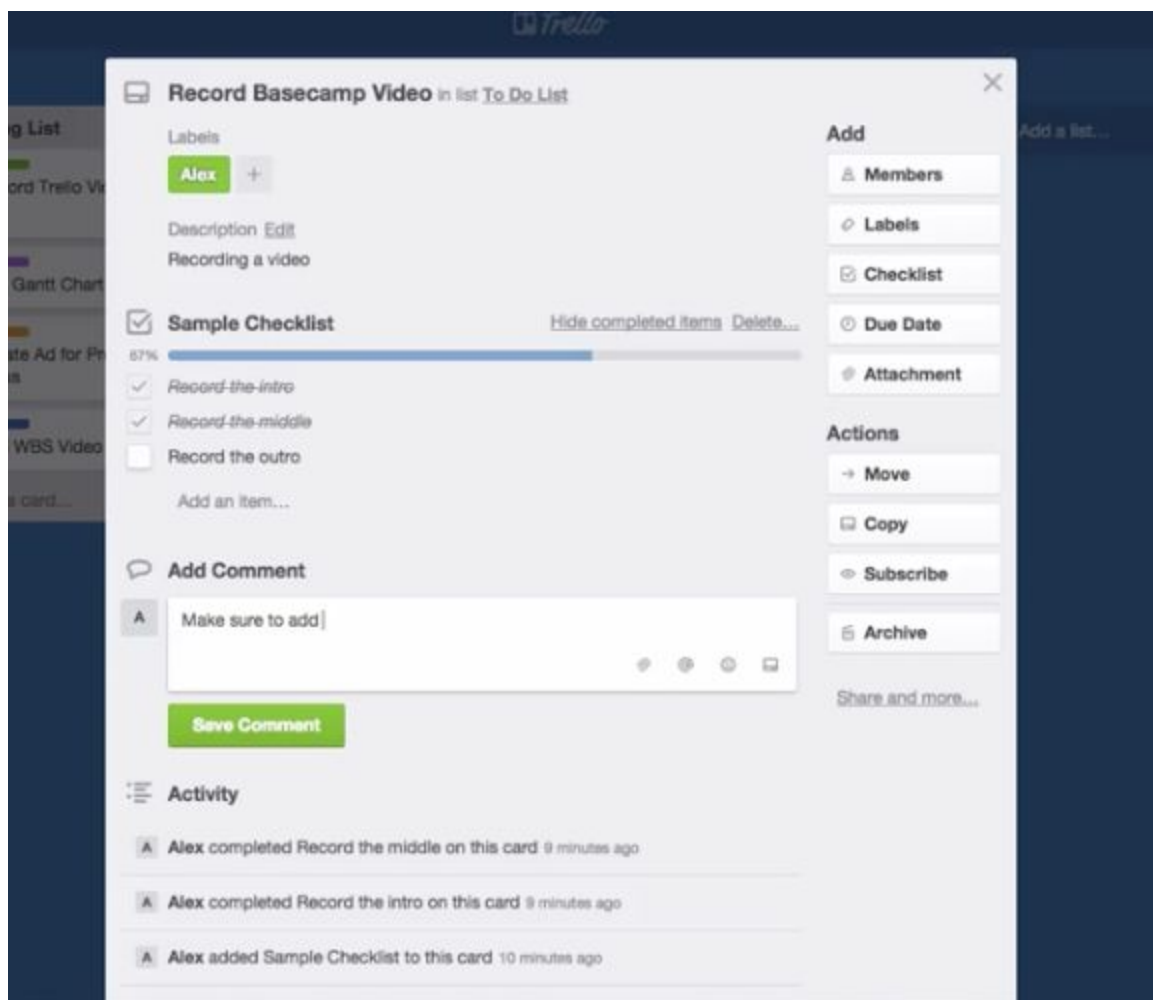 Trello
Record Basecamp Video in list To Do List
Labels
Alex
+
Description Edit
Recording a video
Sample Checklist Hide completed items Delete...
67%
Record the intro
Record the middle
Record the outro
Add an item...
Add Comment
A
Make sure to add
Save Comment
Activity
A Alex completed Record the middle on this card 9 minutes ago
A Alex completed Record the intro on this card 9 minutes ago
A Alex added Sample Checklist to this card 10 minutes ago
Add
Members
Labels
Checklist
Due Date
Attachment
Actions
Move
Copy
Subscribe
Archive
Share and more...
List
Trello
Gantt Chart
Ad for
WBS Video
card...
Add a list...